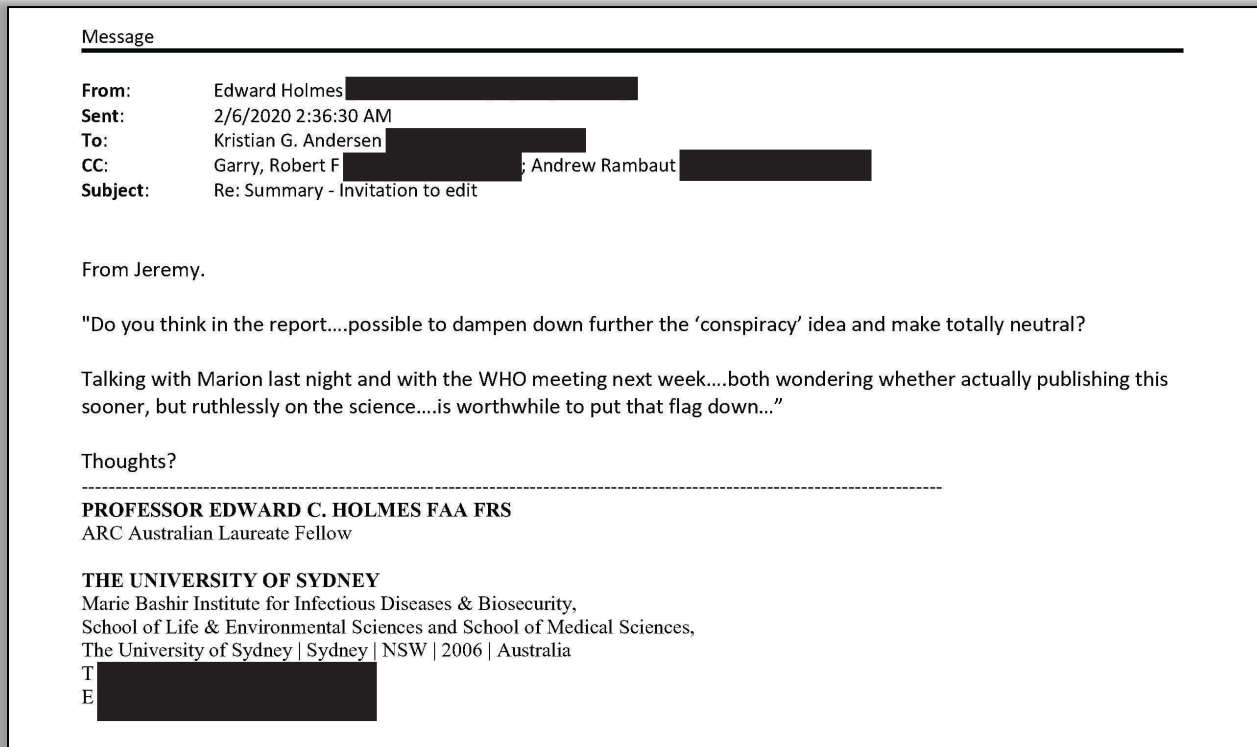 Message
From: Edward Holmes
Sent: 2/6/2020 2:36:30 AM
To: Kristian G. Andersen
CC: Garry, Robert F ; Andrew Rambaut
Subject: Re: Summary - Invitation to edit
From Jeremy.
"Do you think in the report....possible to dampen down further the ‘conspiracy’ idea and make totally neutral?
Talking with Marion last night and with the WHO meeting next week....both wondering whether actually publishing this
sooner, but ruthlessly on the science....is worthwhile to put that flag down...”
Thoughts?
--------------------------------------------------------------------------------------------------------------------------
PROFESSOR EDWARD C. HOLMES FAA FRS
ARC Australian Laureate Fellow
THE UNIVERSITY OF SYDNEY
Marie Bashir Institute for Infectious Diseases & Biosecurity,
School of Life & Environmental Sciences and School of Medical Sciences,
The University of Sydney | Sydney | NSW | 2006 | Australia
T
E